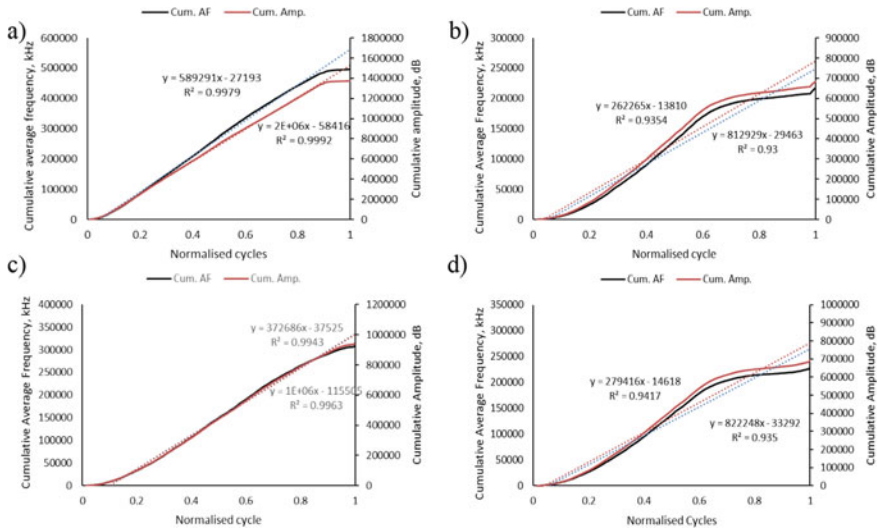 a)
Cum. AF Cum. Amp.
Cumulative average frequency, kHz
600000
500000
400000
300000
200000
100000
0
y = 589291x - 27193
R² = 0.9979
y = 2E+06x - 58416
R² = 0.9992
1800000
1600000
1400000
1200000
1000000
800000
600000
400000
200000
0
Cumulative amplitude, dB
0 0.2 0.4 0.6 0.8 1
Normalised cycles
b)
Cum. AF Cum. Amp.
Cumulative Average Frequency, kHz
300000
250000
200000
150000
100000
50000
0
y = 262265x - 13810
R² = 0.9354
y = 812929x - 29463
R² = 0.93
900000
800000
700000
600000
500000
400000
300000
200000
100000
0
Cumulative amplitude, dB
0 0.2 0.4 0.6 0.8 1
Normalised cycle
c)
Cum. AF Cum. Amp.
Cumulative Average Frequency, kHz
400000
350000
300000
250000
200000
150000
100000
50000
0
y = 372686x - 37525
R² = 0.9943
y = 1E+06x - 115505
R² = 0.9963
1200000
1000000
800000
600000
400000
200000
0
Cumulative Amplitude, dB
0 0.2 0.4 0.6 0.8 1
Normalised cycle
d)
Cum. AF Cum. Amp.
Cumulative Average Frequency, kHz
350000
300000
250000
200000
150000
100000
50000
0
y = 279416x - 14618
R² = 0.9417
y = 822248x - 33292
R² = 0.935
1000000
900000
800000
700000
600000
500000
400000
300000
200000
100000
0
Cumulative Amplitude, dB
0 0.2 0.4 0.6 0.8 1
Normalised Cycles